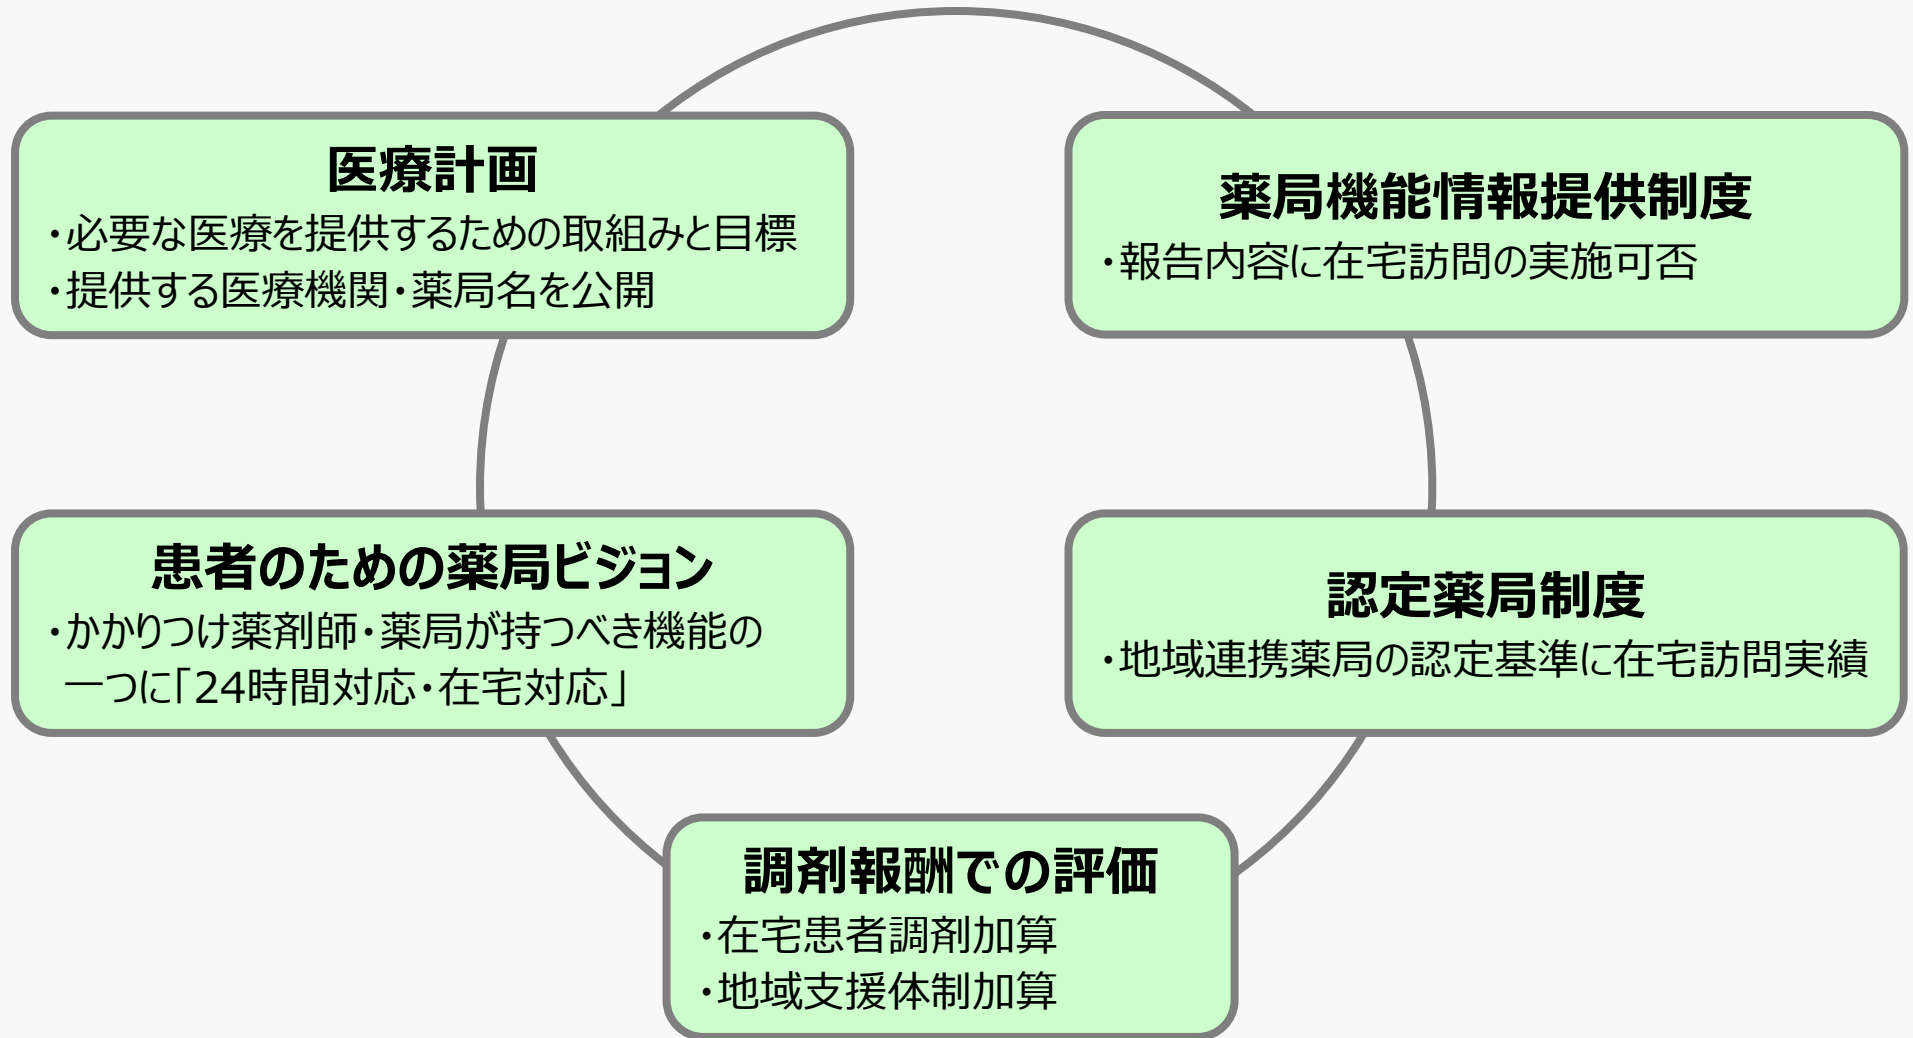 医療計画
・必要な医療を提供するための取組みと目標
・提供する医療機関・薬局名を公開
薬局機能情報提供制度
・報告内容に在宅訪問の実施可否
患者のための薬局ビジョン
・かかりつけ薬剤師・薬局が持つべき機能の
一つに「24時間対応・在宅対応」
認定薬局制度
・地域連携薬局の認定基準に在宅訪問実績
調剤報酬での評価
・在宅患者調剤加算
・地域支援体制加算